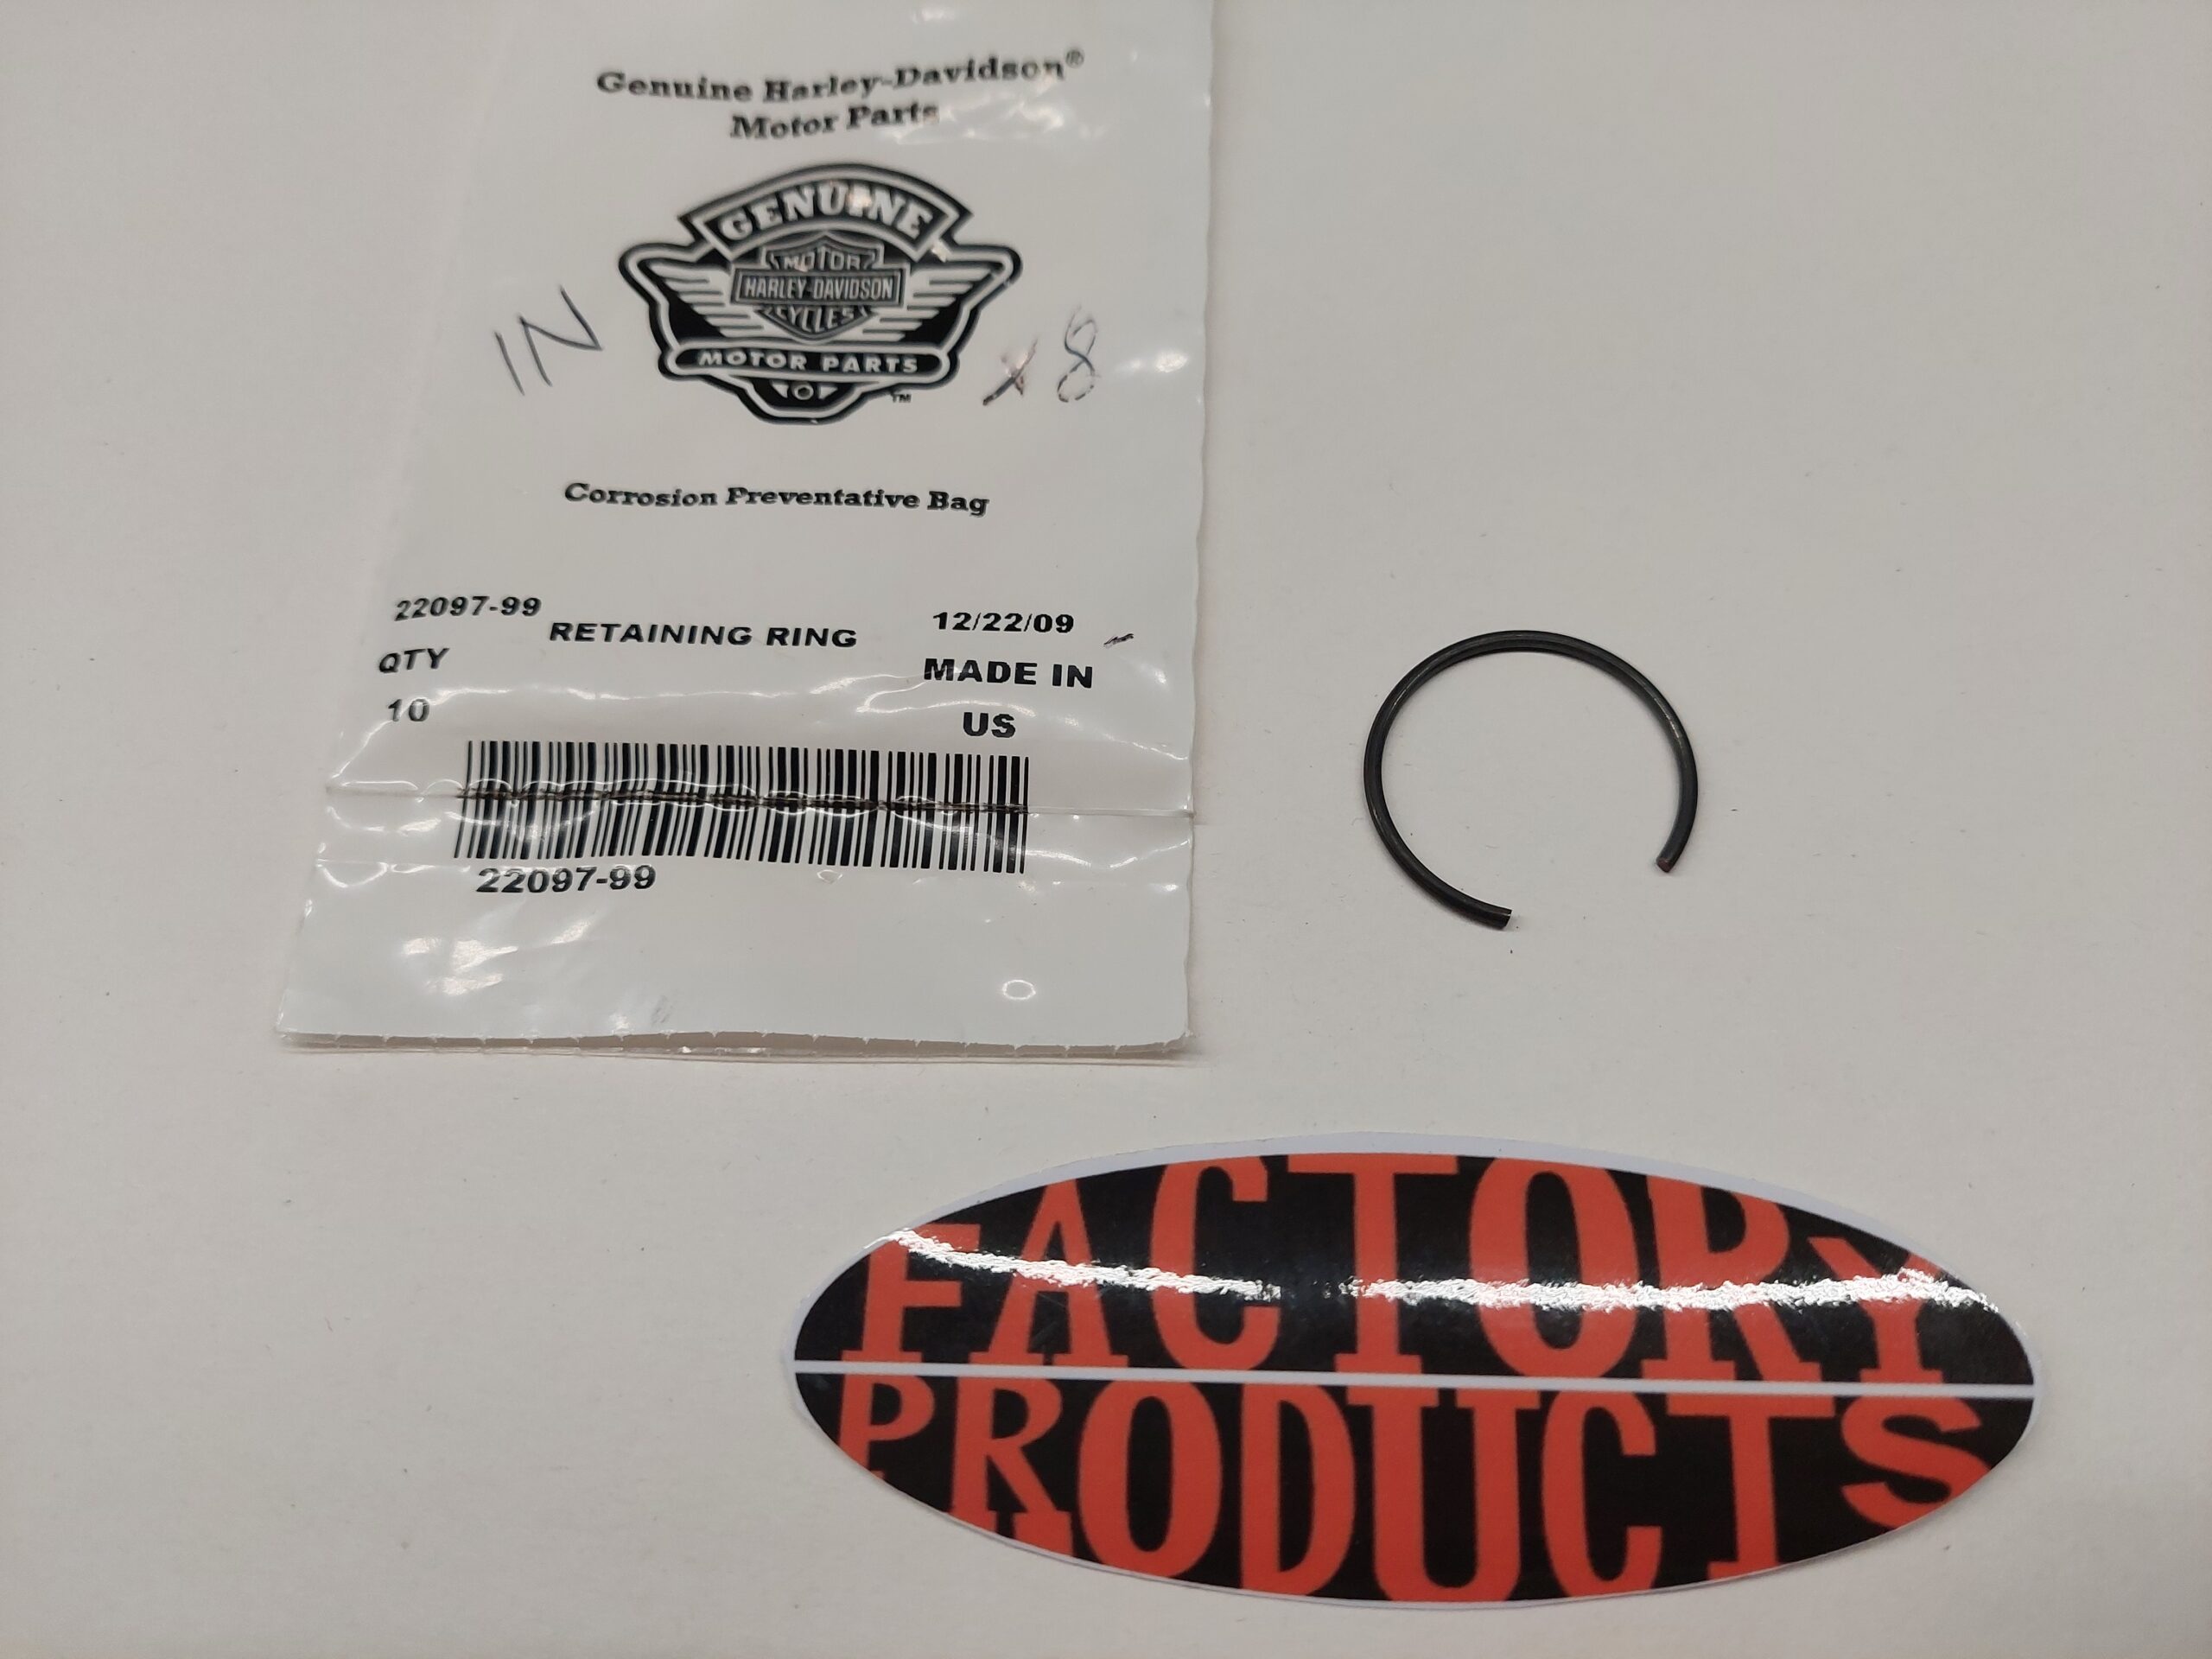 Genuine Harley-Davidson®
Motor Parts
GENUINE
MOTOR
HARLEY-DAVIDSON
CYCLES
MOTOR PARTS
™
IN
x8
Corrosion Preventative Bag
22097-99
RETAINING RING
12/22/09
QTY
MADE IN
10
US
22097-99
FACTORY
PRODUCTS